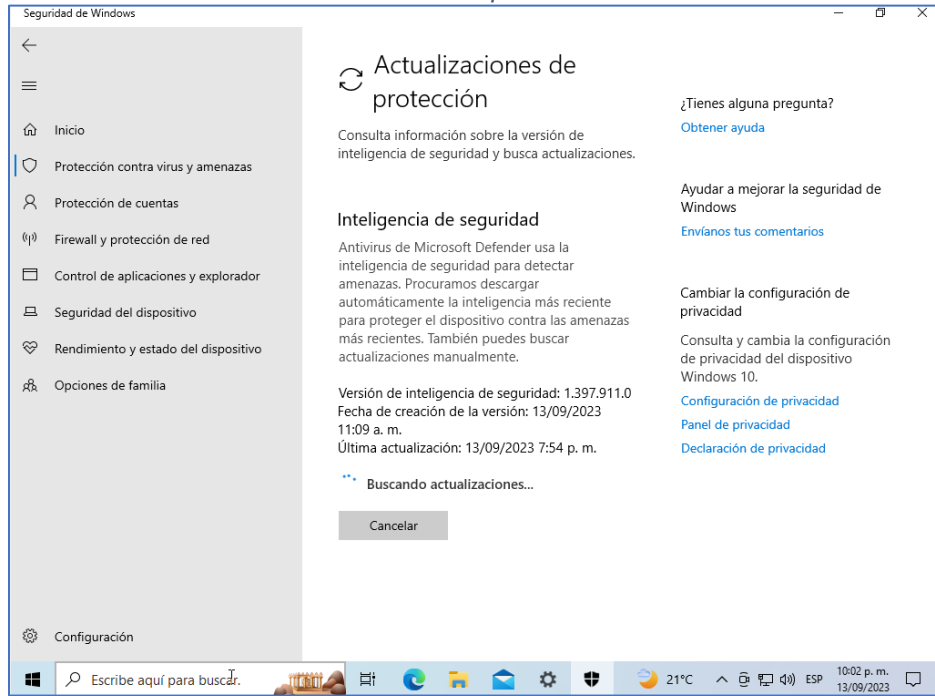 Seguridad de Windows
Inicio
Protección contra virus y amenazas
Protección de cuentas
Firewall y protección de red
Control de aplicaciones y explorador
Seguridad del dispositivo
Rendimiento y estado del dispositivo
Opciones de familia
Configuración
Actualizaciones de
protección
Consulta información sobre la versión de
inteligencia de seguridad y busca actualizaciones.
Inteligencia de seguridad
Antivirus de Microsoft Defender usa la
inteligencia de seguridad para detectar
amenazas. Procuramos descargar
automáticamente la inteligencia más reciente
para proteger el dispositivo contra las amenazas
más recientes. También puedes buscar
actualizaciones manualmente.
Versión de inteligencia de seguridad: 1.397.911.0
Fecha de creación de la versión: 13/09/2023
11:09 a. m.
Última actualización: 13/09/2023 7:54 p. m.
Buscando actualizaciones...
Cancelar
¿Tienes alguna pregunta?
Obtener ayuda
Ayudar a mejorar la seguridad de
Windows
Envíanos tus comentarios
Cambiar la configuración de
privacidad
Consulta y cambia la configuración
de privacidad del dispositivo
Windows 10.
Configuración de privacidad
Panel de privacidad
Declaración de privacidad
Escribe aquí para buscar.
21°C
ESP
10:02 p. m.
13/09/2023